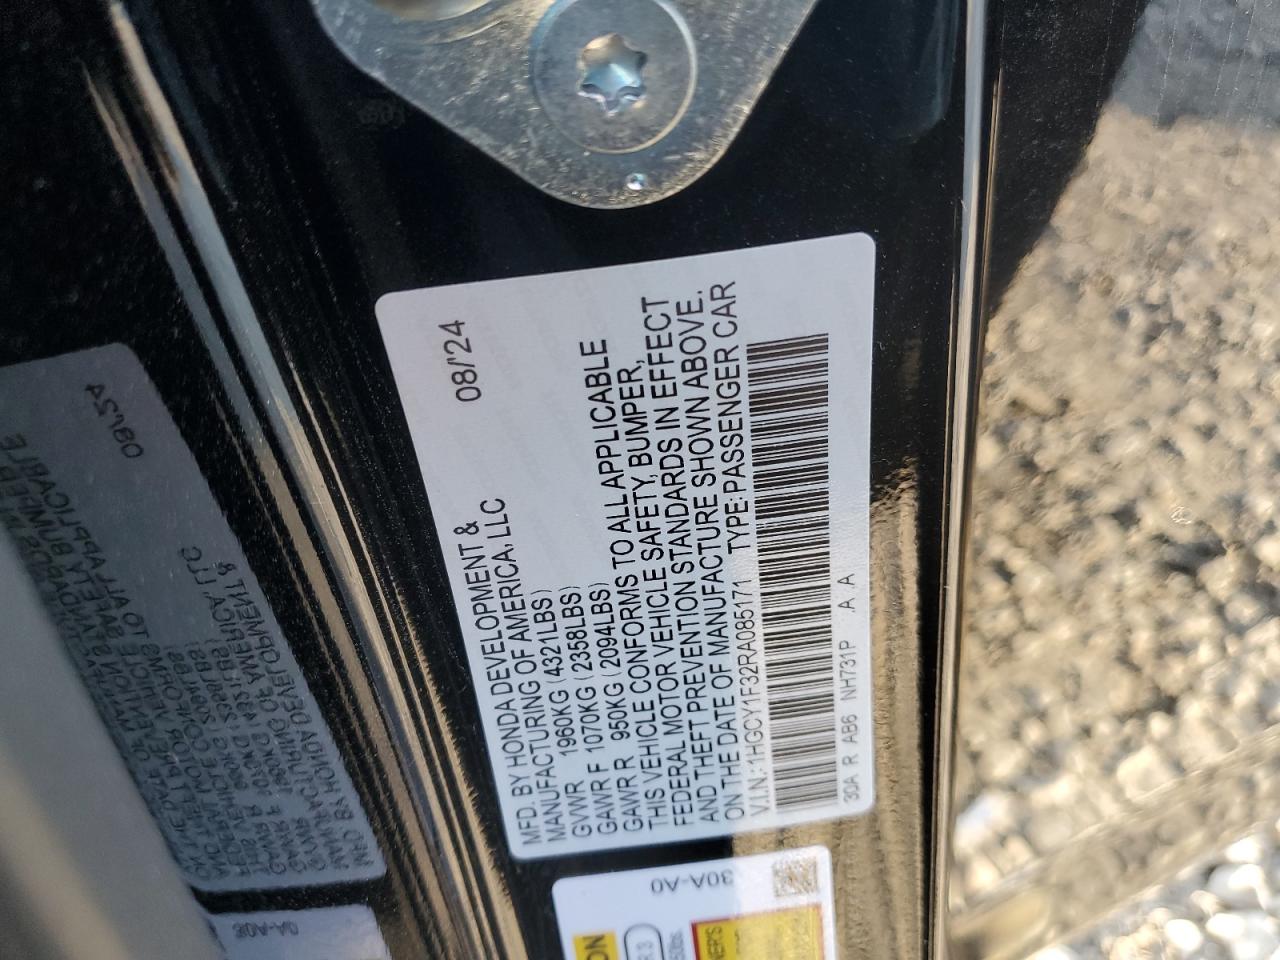 MFD. BY HONDA DEVELOPMENT & 08/'24
MANUFACTURING OF AMERICA, LLC
GVWR 1960KG (4321LBS)
GAWR F 1070KG (2358LBS)
GAWR R 950KG (2094LBS)
THIS VEHICLE CONFORMS TO ALL APPLICABLE
FEDERAL MOTOR VEHICLE SAFETY, BUMPER,
AND THEFT PREVENTION STANDARDS IN EFFECT
ON THE DATE OF MANUFACTURE SHOWN ABOVE.
V.I.N.: 1HGCY1F32RA085171 TYPE: PASSENGER CAR
30A R AB6 NH731P A A
30A-A0